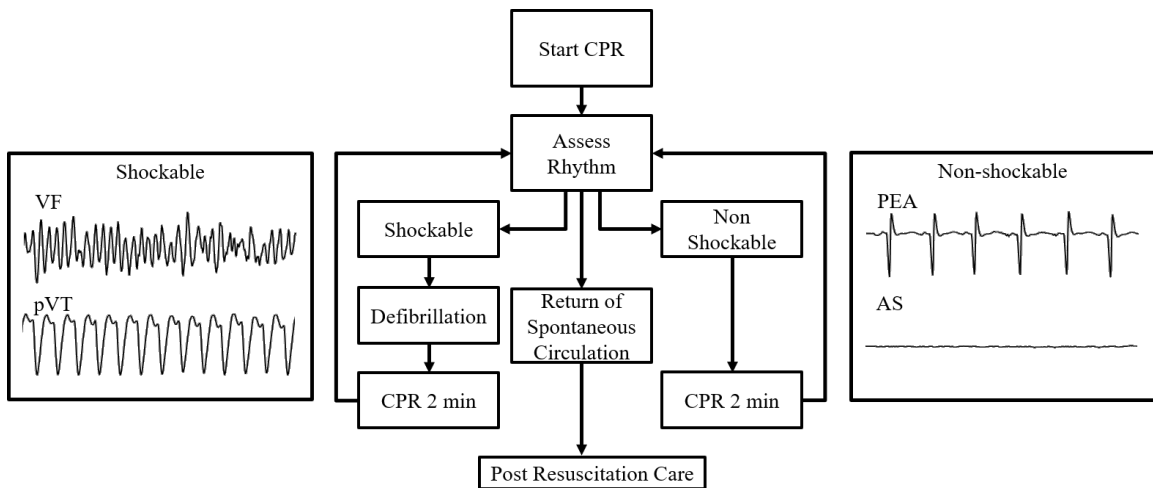 Start CPR
Assess
Rhythm
Shockable
VF
pVT
Shockable
Defibrillation
CPR 2 min
Return of
Spontaneous
Circulation
Non
Shockable
CPR 2 min
Non-shockable
PEA
AS
Post Resuscitation Care